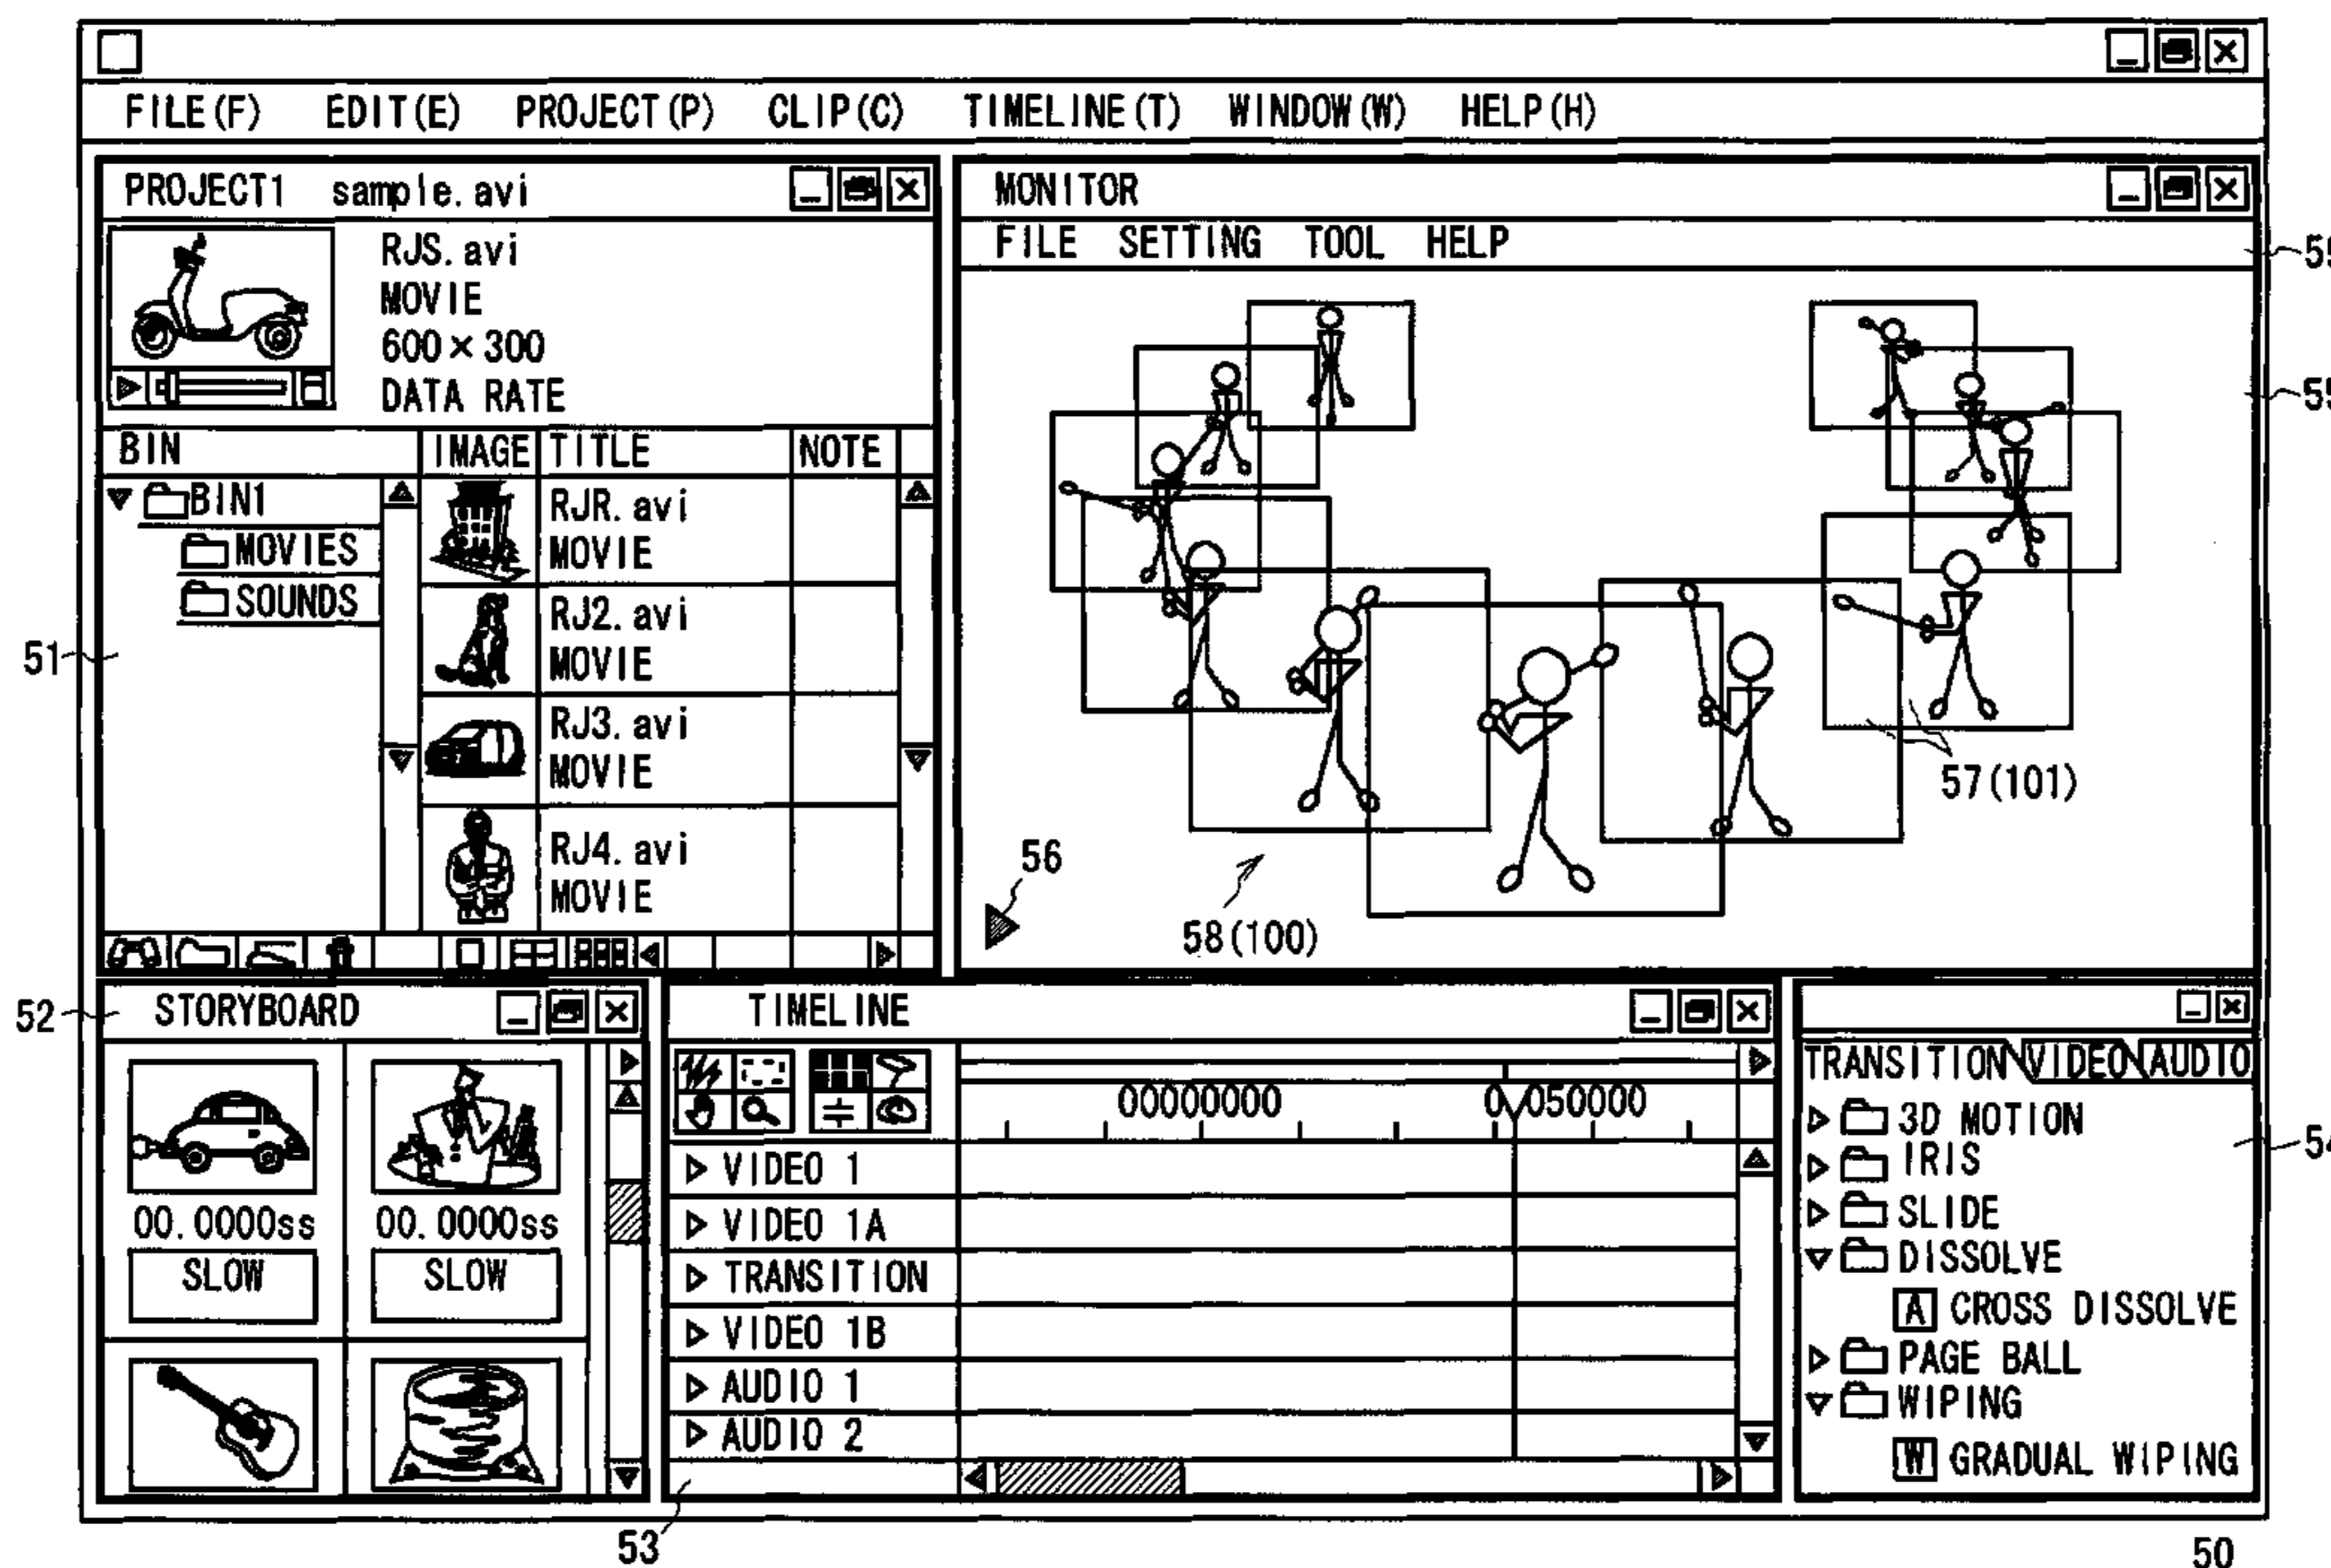 FILE(F) EDIT(E) PROJECT(P) CLIP(C) TIMELINE(T) WINDOW(W) HELP(H)
PROJECT1 sample.avi
RJS.avi
MOVIE
600×300
DATA RATE
BIN IMAGE TITLE NOTE
BIN1
MOVIES
SOUNDS
RJR.avi
MOVIE
RJ2.avi
MOVIE
RJ3.avi
MOVIE
RJ4.avi
MOVIE
51
MONITOR
FILE SETTING TOOL HELP
55
57(101)
56
58(100)
52
STORYBOARD
00.0000ss 00.0000ss
SLOW SLOW
TIMELINE
00000000 0 050000
VIDEO 1
VIDEO 1A
TRANSITION
VIDEO 1B
AUDIO 1
AUDIO 2
53
TRANSITION VIDEO AUDIO
3D MOTION
IRIS
SLIDE
DISSOLVE
A CROSS DISSOLVE
PAGE BALL
WIPING
W GRADUAL WIPING
54
50